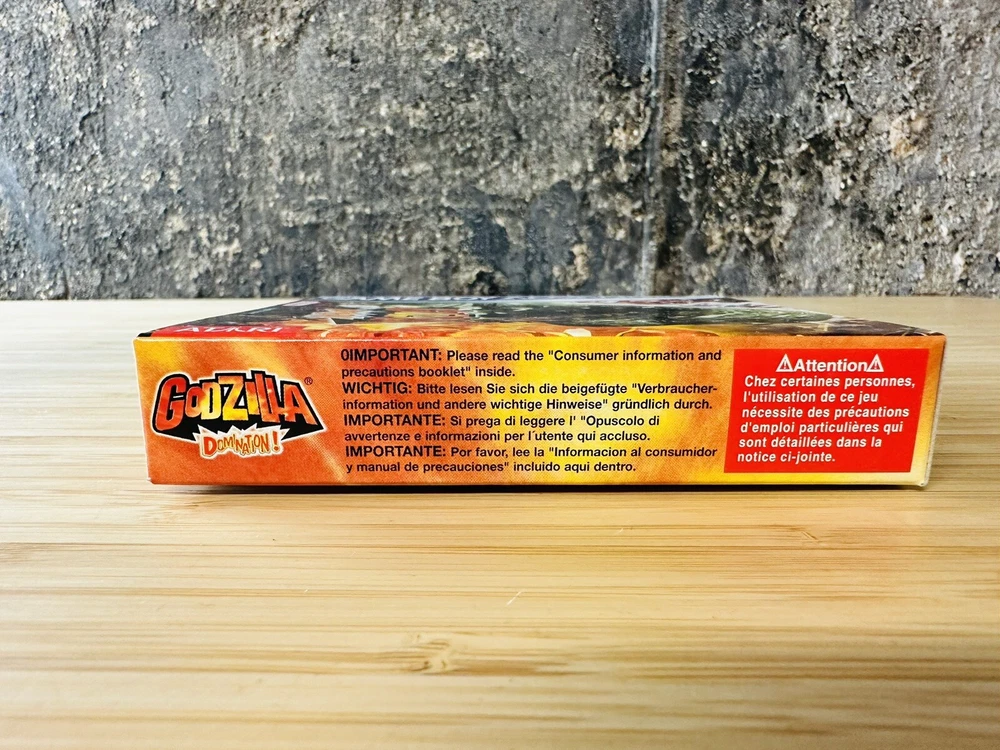 ATARI
GODZILLA®
DOMINATION!
0IMPORTANT: Please read the "Consumer information and
precautions booklet" inside.
WICHTIG: Bitte lesen Sie sich die beigefügte "Verbraucher-
information und andere wichtige Hinweise" gründlich durch.
IMPORTANTE: Si prega di leggere l' "Opuscolo di
avvertenze e informazioni per l´utente qui accluso.
IMPORTANTE: Por favor, lee la "Informacion al consumidor
y manual de precauciones" incluido aqui dentro.
⚠Attention⚠
Chez certaines personnes,
l'utilisation de ce jeu
nécessite des précautions
d'emploi particulières qui
sont détaillées dans la
notice ci-jointe.